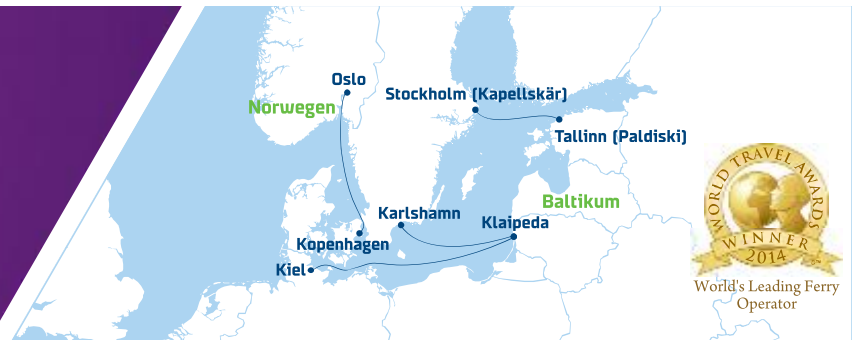 Oslo
Norwegen
Stockholm (Kapellskär)
Tallinn (Paldiski)
Baltikum
Karlshamn
Klaipeda
Kopenhagen
Kiel
WORLD TRAVEL AWARDS
WINNER
2014
World's Leading Ferry
Operator